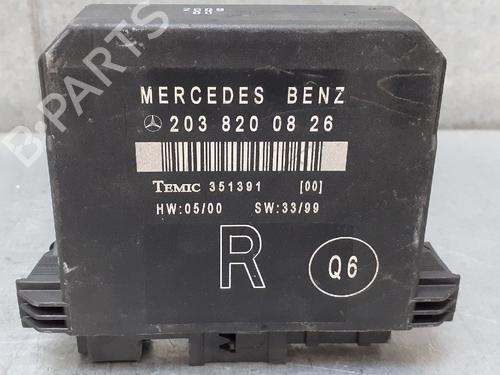 MERCEDES BENZ
203 820 08 26
TEMIC 351391 [00]
HW:05/00 SW:33/99
R
Q6
B-PARTS